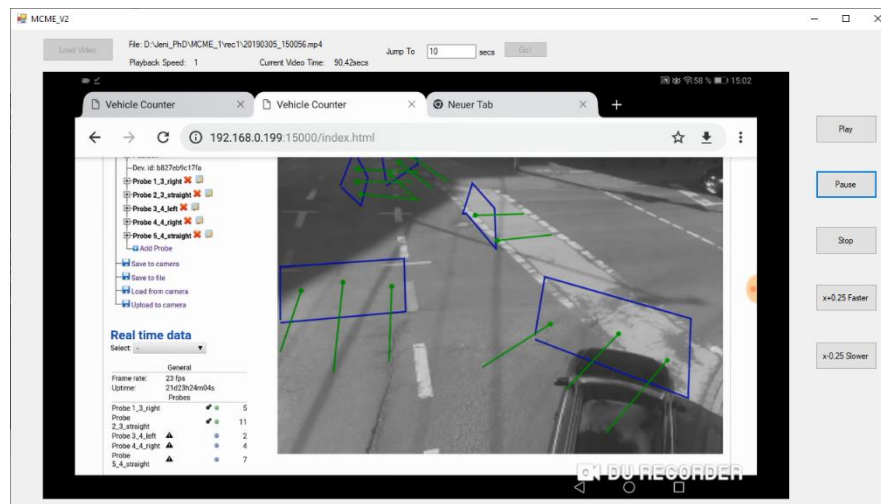 MCME_V2
Load Video
File: D:\Jeni_PhD\MCME_1\rec1\20190305_150056.mp4
Jump To 10 secs Go!
Playback Speed: 1 Current Video Time: 90.42secs
58 % 15:02
Vehicle Counter × Vehicle Counter × Neuer Tab × +
192.168.0.199:15000/index.html
Dev. id: b827eb9c17fa
Probe 1_3_right
Probe 2_3_straight
Probe 3_4_left
Probe 4_4_right
Probe 5_4_straight
Add Probe
Save to camera
Save to file
Load from camera
Upload to camera
Real time data
Select: -
General
Frame rate: 23 fps
Uptime: 21d23h24m04s
Probes
Probe 1_3_right 5
Probe
2_3_straight 11
Probe 3_4_left 2
Probe 4_4_right 4
Probe
5_4_straight 7
DU RECORDER
Play
Pause
Stop
x+0.25 Faster
x-0.25 Slower